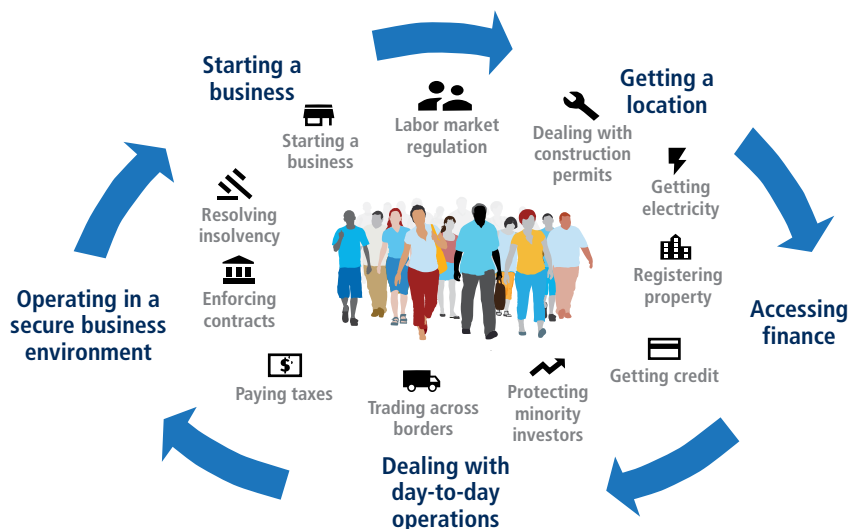 Starting a
business
Getting a
location
Starting a
business
Labor market
regulation
Dealing with
construction
permits
Getting
electricity
Registering
property
Accessing
finance
Getting credit
Protecting
minority
investors
Trading across
borders
Dealing with
day-to-day
operations
Paying taxes
$
Enforcing
contracts
Resolving
insolvency
Operating in a
secure business
environment